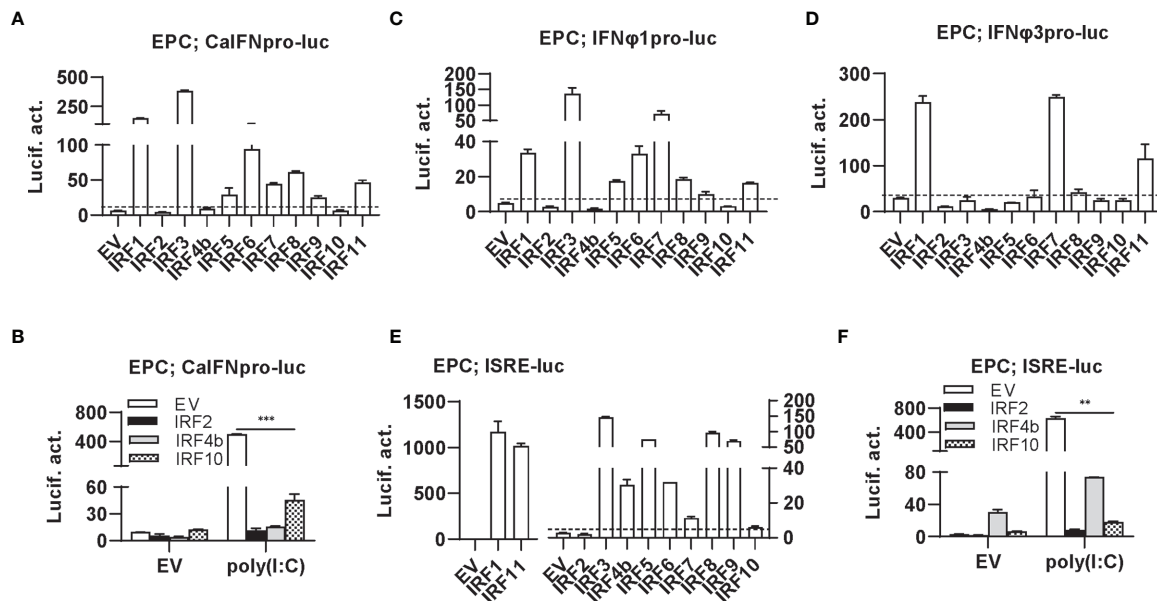 A
EPC; CaIFNpro-luc
Lucif. act.
500
250
100
50
0
EV IRF1 IRF2 IRF3 IRF4b IRF5 IRF6 IRF7 IRF8 IRF9 IRF10 IRF11
C
EPC; IFNφ1pro-luc
Lucif. act.
200
150
100
50
40
20
0
EV IRF1 IRF2 IRF3 IRF4b IRF5 IRF6 IRF7 IRF8 IRF9 IRF10 IRF11
D
EPC; IFNφ3pro-luc
Lucif. act.
300
200
100
0
EV IRF1 IRF2 IRF3 IRF4b IRF5 IRF6 IRF7 IRF8 IRF9 IRF10 IRF11
B
EPC; CaIFNpro-luc
EV
IRF2
IRF4b
IRF10
***
Lucif. act.
800
400
60
30
0
EV poly(I:C)
E
EPC; ISRE-luc
Lucif. act.
1500
1000
500
0
EV IRF1 IRF11
200
150
100
50
40
20
0
EV IRF2 IRF3 IRF4b IRF5 IRF6 IRF7 IRF8 IRF9 IRF10
F
EPC; ISRE-luc
EV
IRF2
IRF4b
IRF10
**
Lucif. act.
800
400
80
40
0
EV poly(I:C)